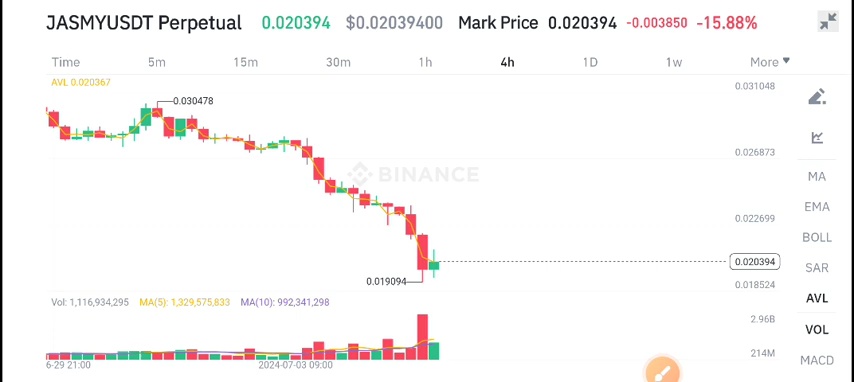 JASMYUSDT Perpetual 0.020394 $0.02039400 Mark Price 0.020394 -0.003850 -15.88%
Time 5m 15m 30m 1h 4h 1D 1w More
AVL 0.020367
0.031048
0.030478
0.026873
BINANCE
MA
EMA
0.022699
BOLL
0.020394
SAR
0.019094
0.018524
AVL
Vol: 1,116,934,295 MA(5): 1,329,575,833 MA(10): 992,341,298
2.96B
VOL
214M
MACD
6-29 21:00 2024-07-03 09:00